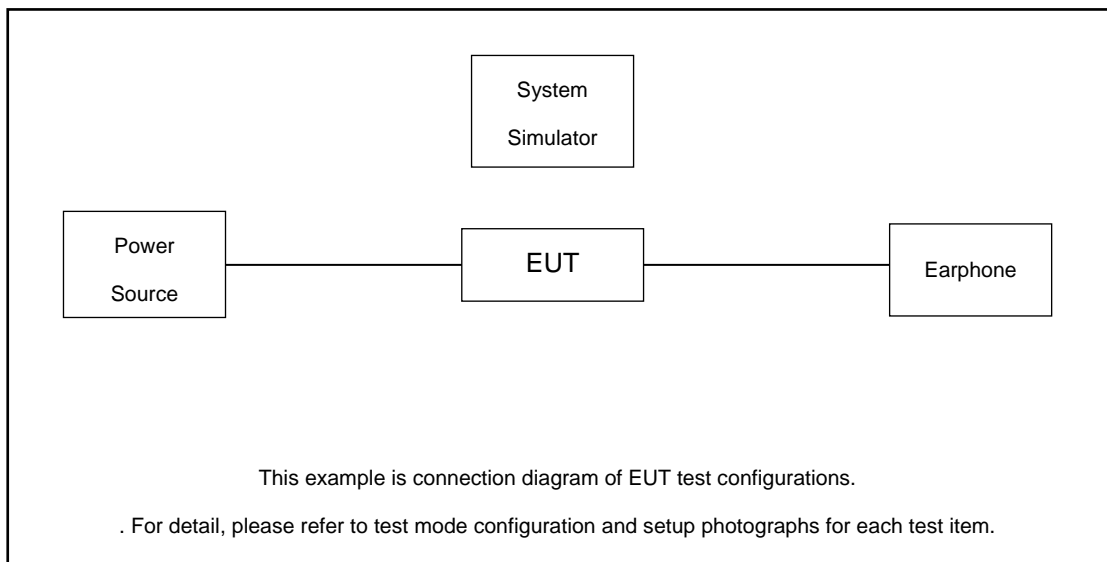 System
Simulator
Power
Source
EUT
Earphone
This example is connection diagram of EUT test configurations.
. For detail, please refer to test mode configuration and setup photographs for each test item.